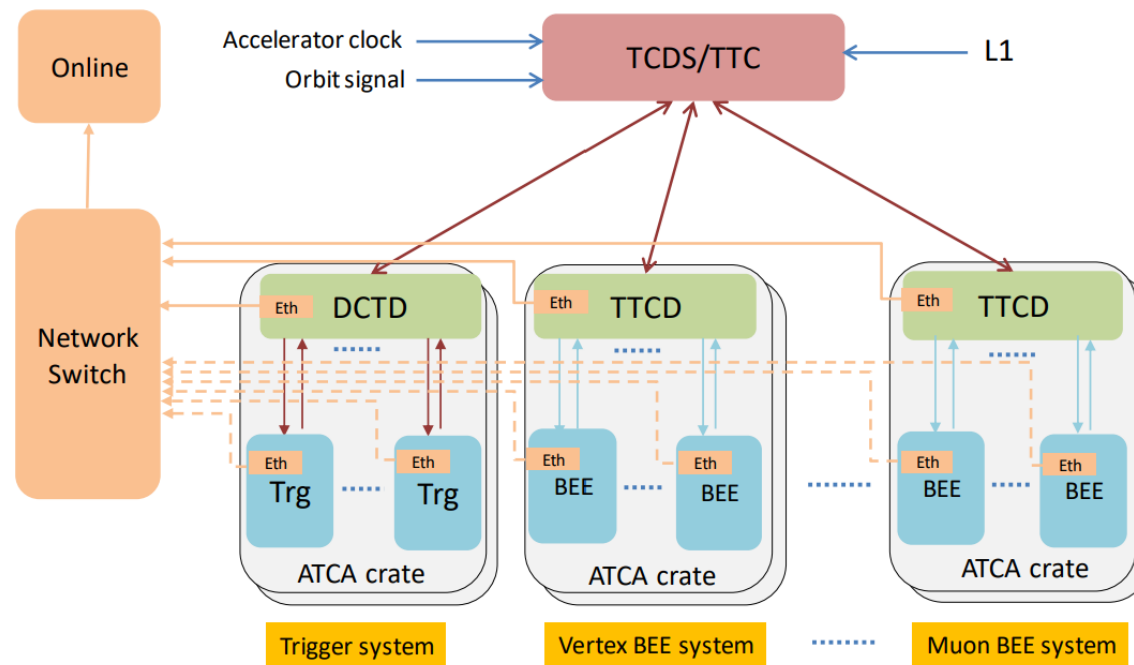 Online
Accelerator clock
Orbit signal
TCDS/TTC
L1
Network
Switch
Eth
DCTD
Eth
TTCD
Eth
TTCD
Eth
Trg
Eth
Trg
Eth
BEE
Eth
BEE
Eth
BEE
Eth
BEE
ATCA crate
ATCA crate
ATCA crate
Trigger system
Vertex BEE system
Muon BEE system